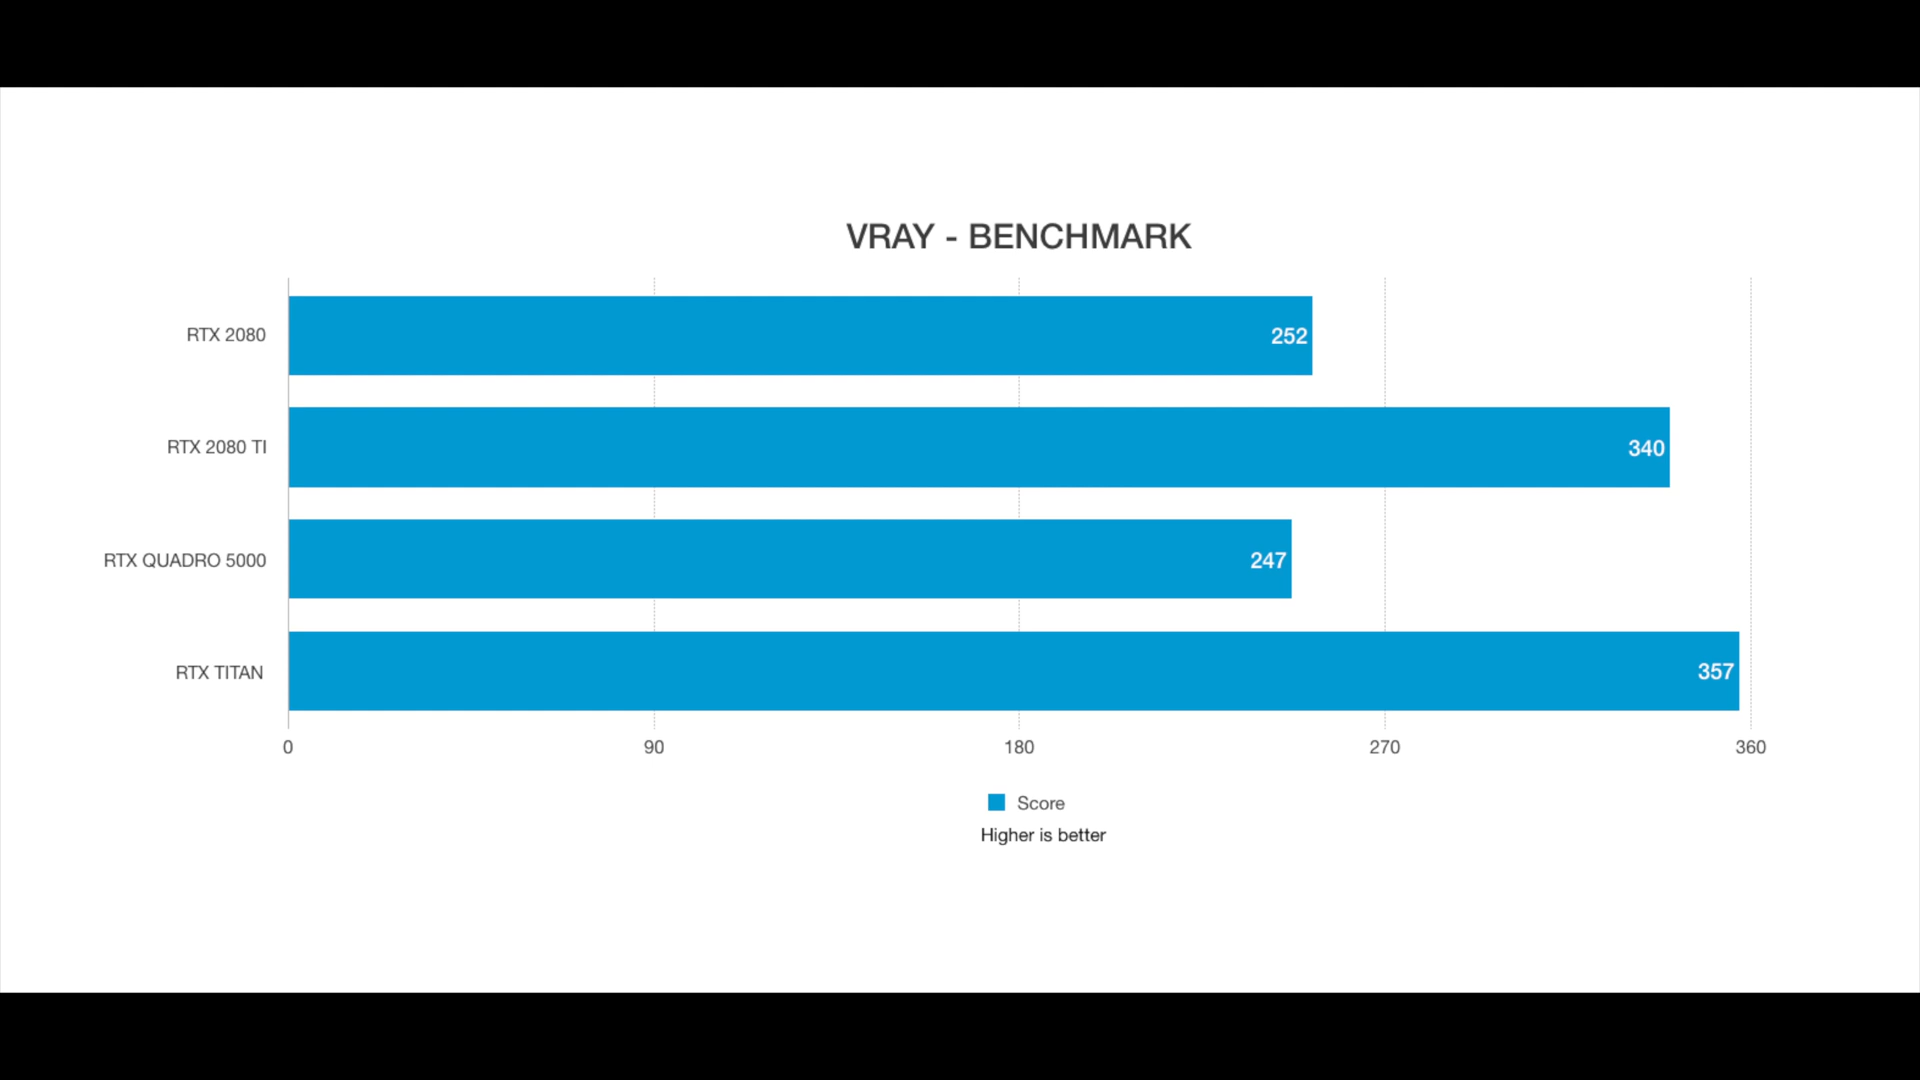 VRAY - BENCHMARK
RTX 2080
252
RTX 2080 TI
340
RTX QUADRO 5000
247
RTX TITAN
357
0 90 180 270 360
Score
Higher is better